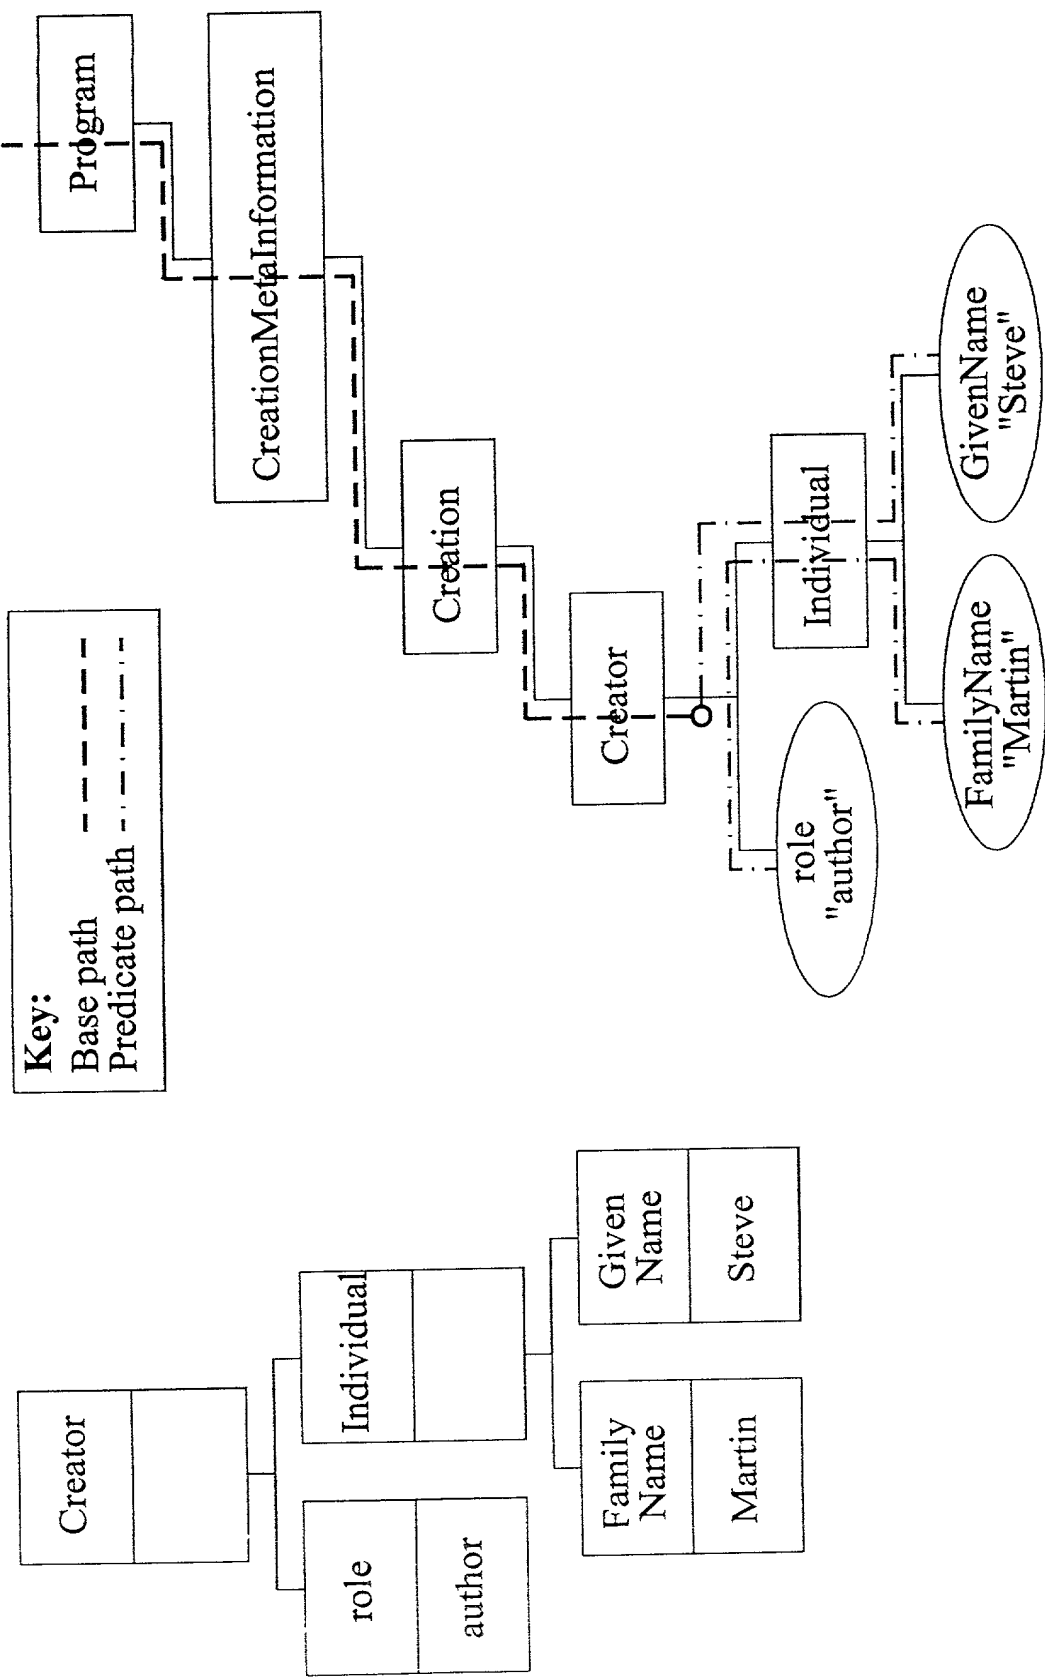 Creator
role
author
Individual
Family
Name
Martin
Given
Name
Steve
Key:
Base path
Predicate path
Program
CreationMetaInformation
Creation
Creator
role
"author"
Individual
FamilyName
"Martin"
GivenName
"Steve"